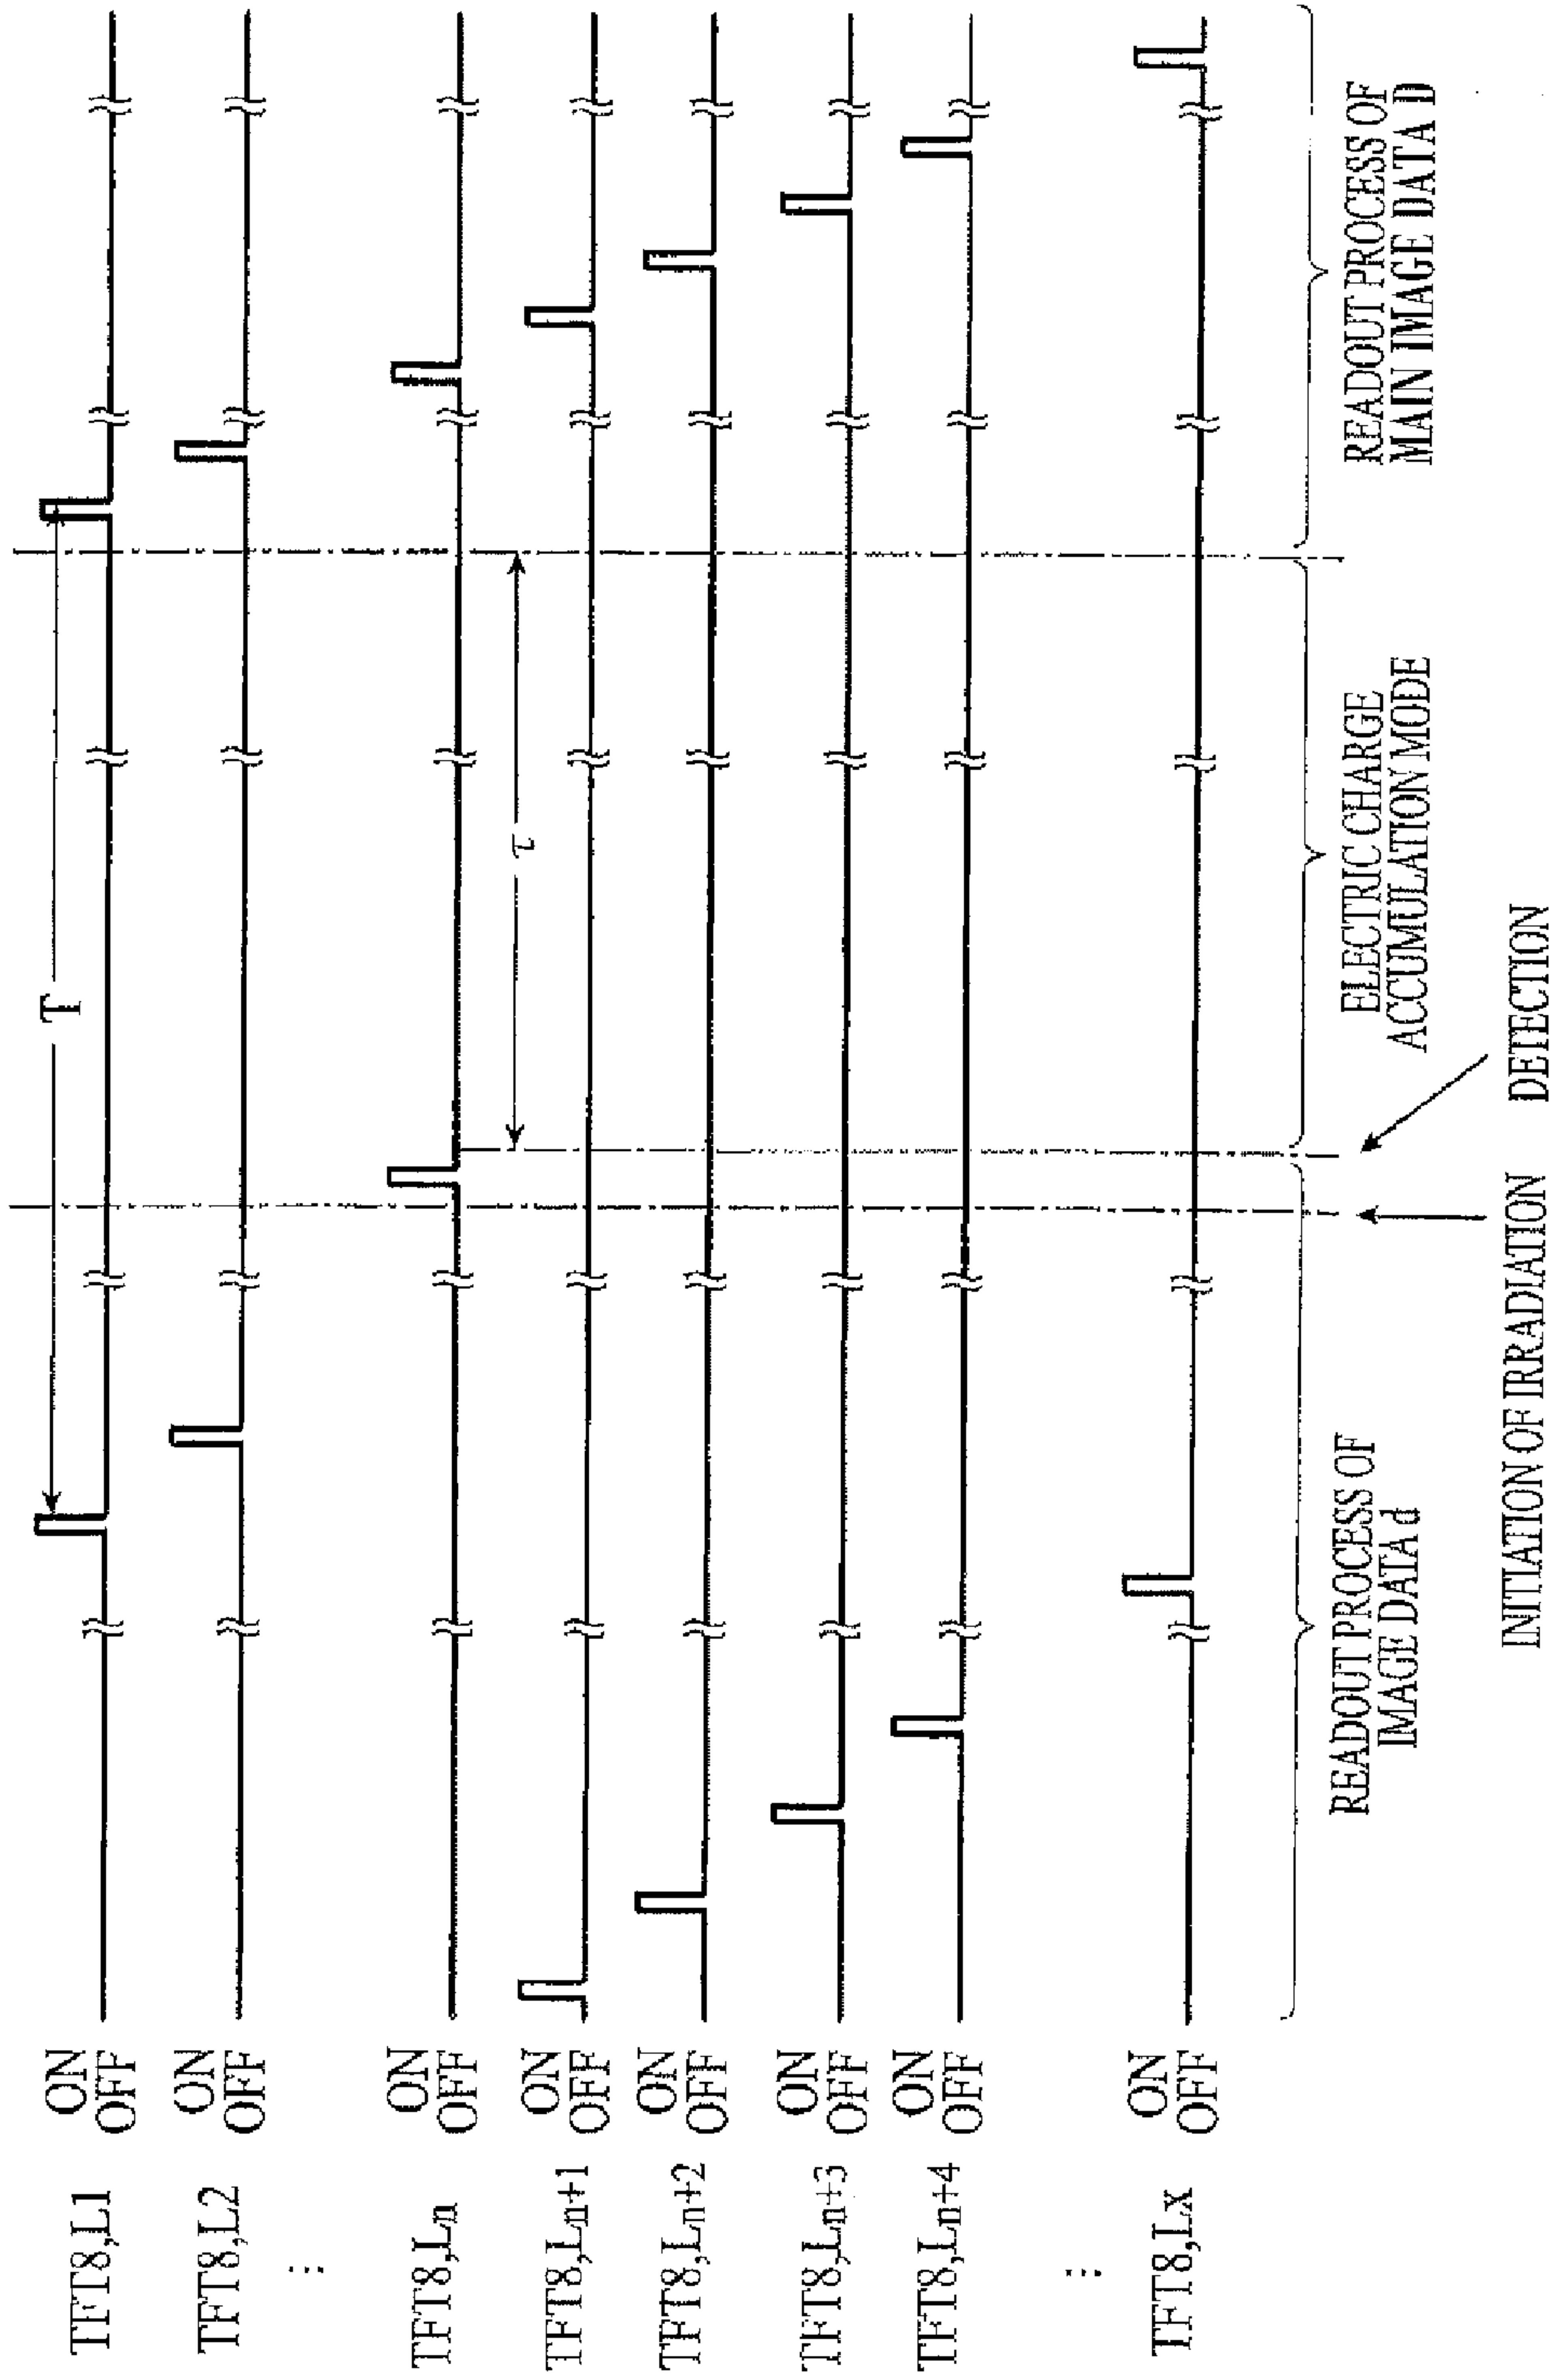 TFT8,L1 ON
OFF
T
TFT8,L2 ON
OFF
TFT8,Ln ON
OFF
τ
TFT8,Ln+1 ON
OFF
TFT8,Ln+2 ON
OFF
TFT8,Ln+3 ON
OFF
TFT8,Ln+4 ON
OFF
TFT8,Lx ON
OFF
READOUT PROCESS OF
IMAGE DATA d
ELECTRIC CHARGE
ACCUMULATION MODE
READOUT PROCESS OF
MAIN IMAGE DATA D
INITIATION OF IRRADIATION
DETECTION